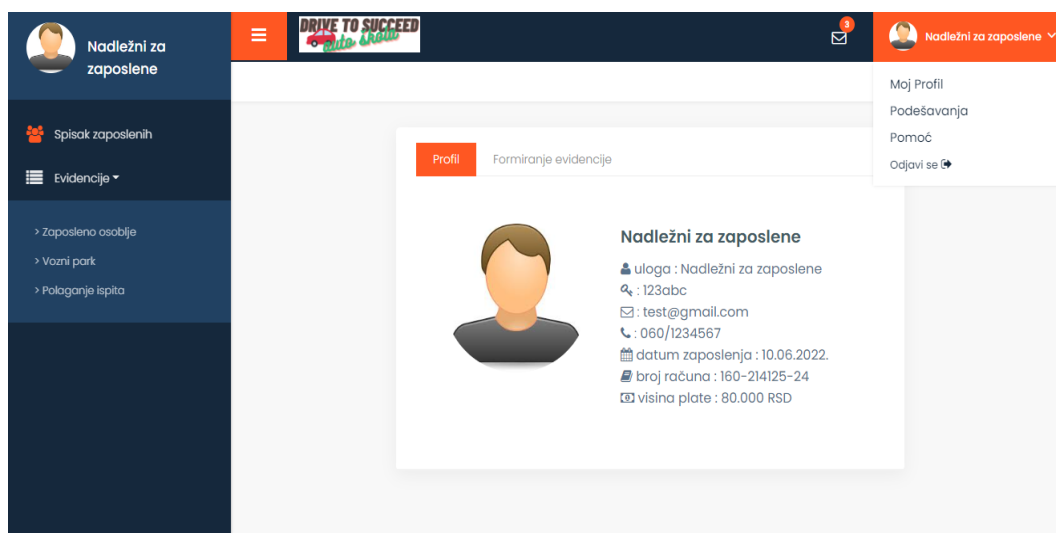 Nadležni za
zaposlene
Spisak zaposlenih
Evidencije
> Zaposleno osoblje
> Vozni park
> Polaganje ispita
DRIVE TO SUCCEED
auto škola
3
Nadležni za zaposlene
Moj Profil
Podešavanja
Pomoć
Odjavi se
Profil
Formiranje evidencije
Nadležni za zaposlene
uloga : Nadležni za zaposlene
: 123abc
: test@gmail.com
: 060/1234567
datum zaposlenja : 10.06.2022.
broj računa : 160-214125-24
visina plate : 80.000 RSD